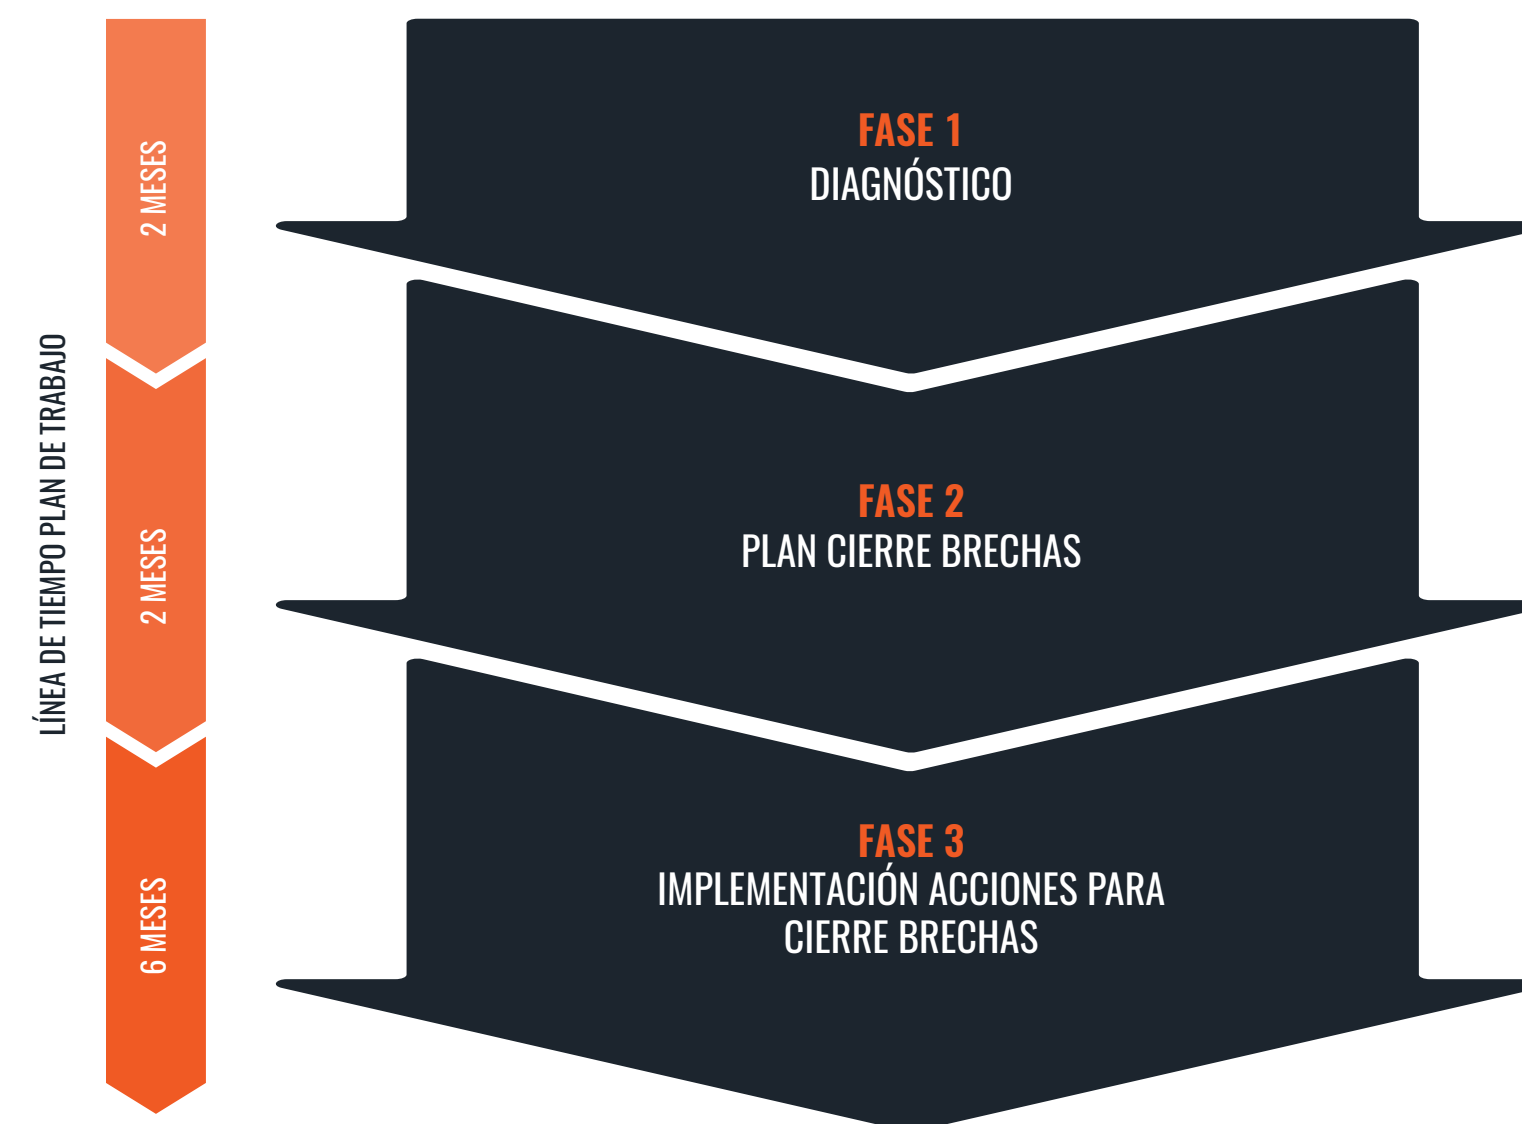 LÍNEA DE TIEMPO PLAN DE TRABAJO
2 MESES
FASE 1
DIAGNÓSTICO
2 MESES
FASE 2
PLAN CIERRE BRECHAS
6 MESES
FASE 3
IMPLEMENTACIÓN ACCIONES PARA
CIERRE BRECHAS